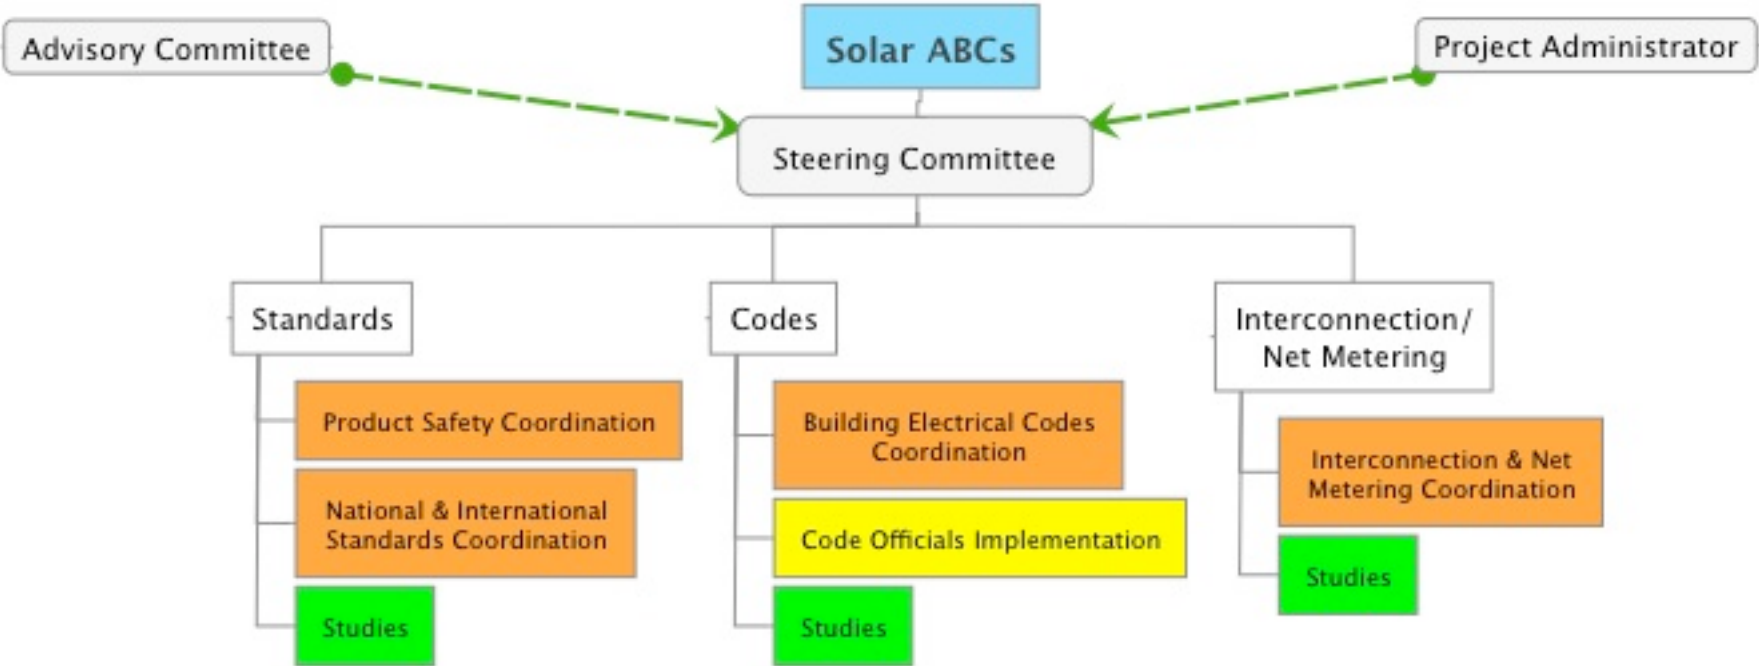 Advisory Committee
Solar ABCs
Project Administrator
Steering Committee
Standards
Product Safety Coordination
National & International
Standards Coordination
Studies
Codes
Building Electrical Codes
Coordination
Code Officials Implementation
Studies
Interconnection/
Net Metering
Interconnection & Net
Metering Coordination
Studies